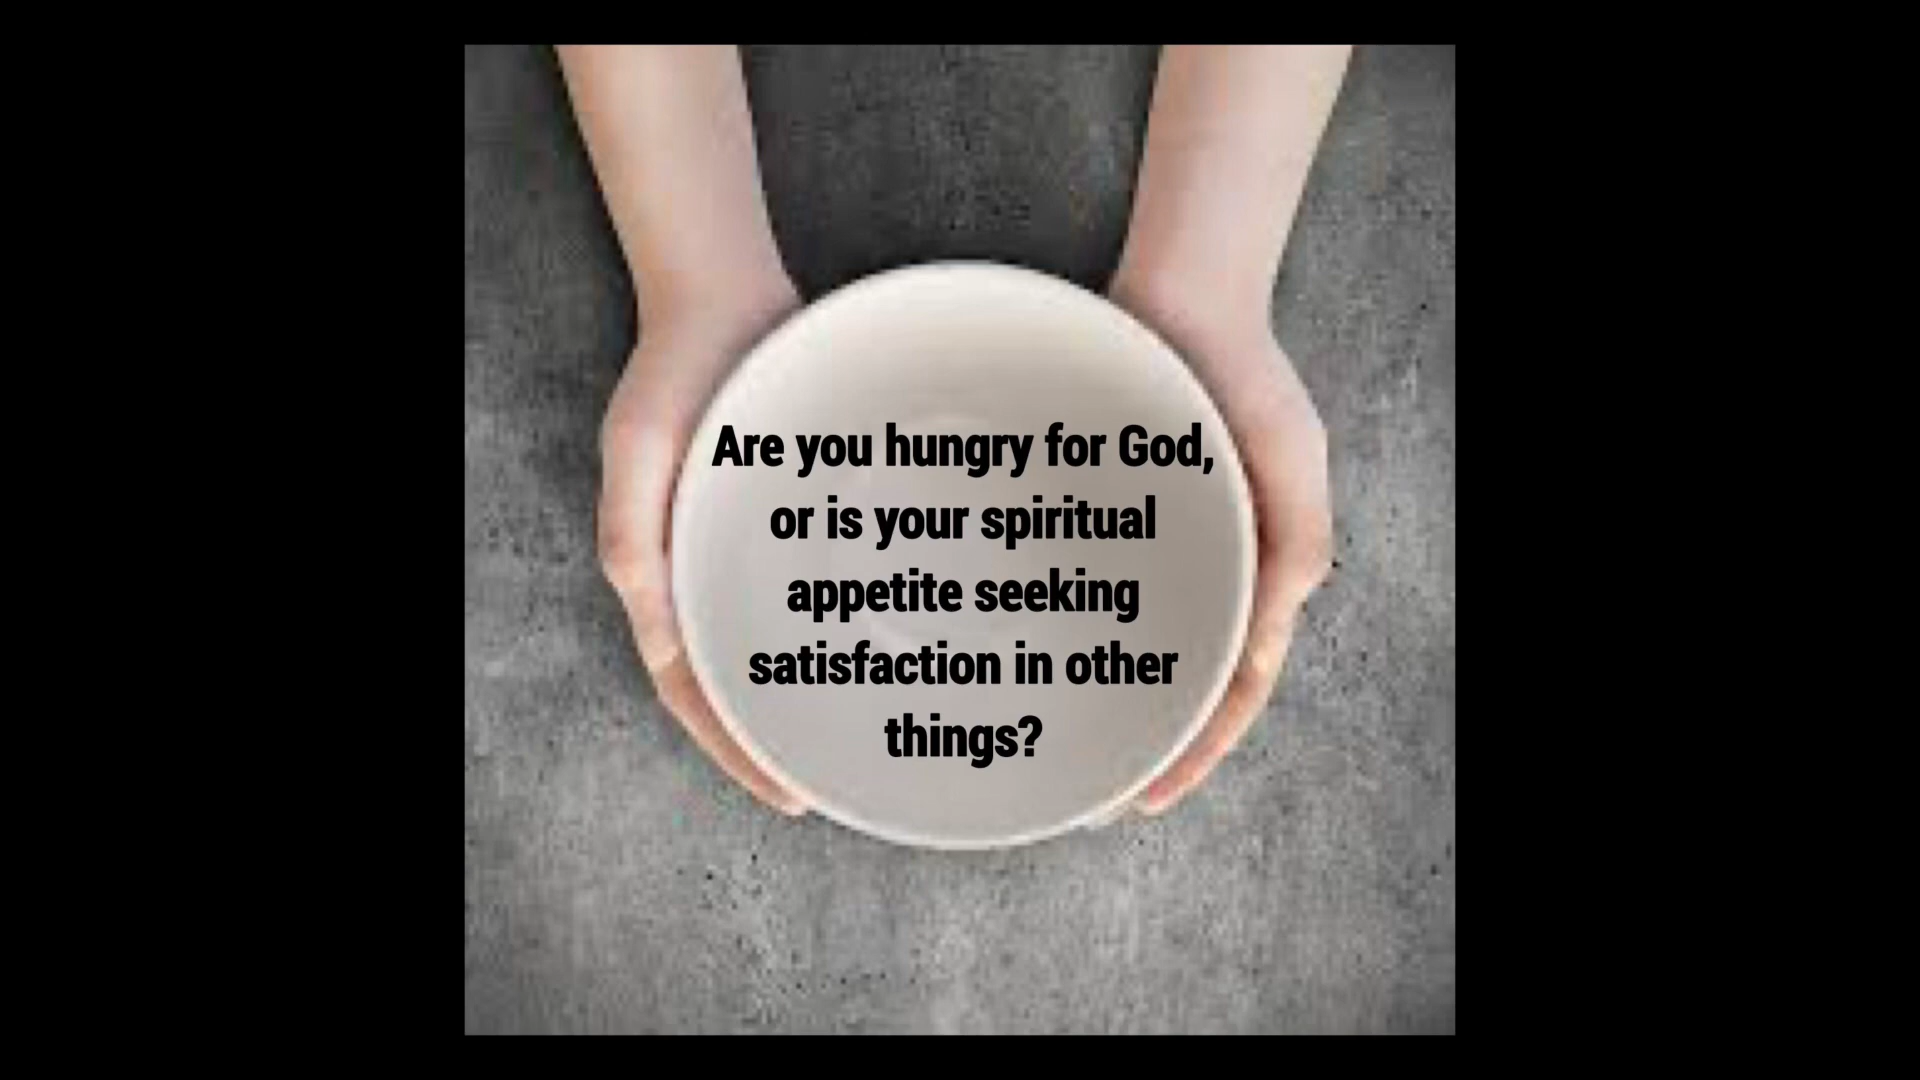 Are you hungry for God,
or is your spiritual
appetite seeking
satisfaction in other
things?